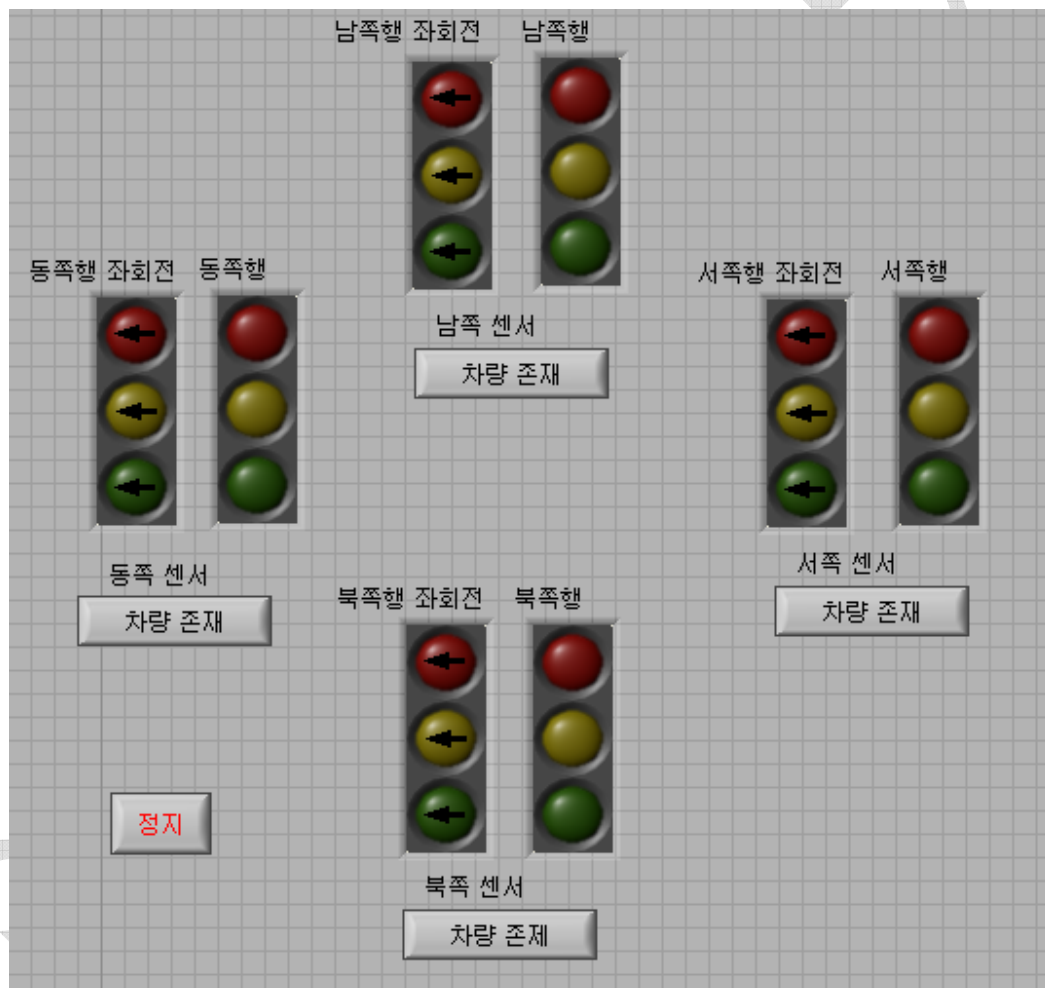 남쪽행 좌회전 남쪽행
남쪽 센서
차량 존재
동쪽행 좌회전 동쪽행
동쪽 센서
차량 존재
서쪽행 좌회전 서쪽행
서쪽 센서
차량 존재
북쪽행 좌회전 북쪽행
북쪽 센서
차량 존제
정지